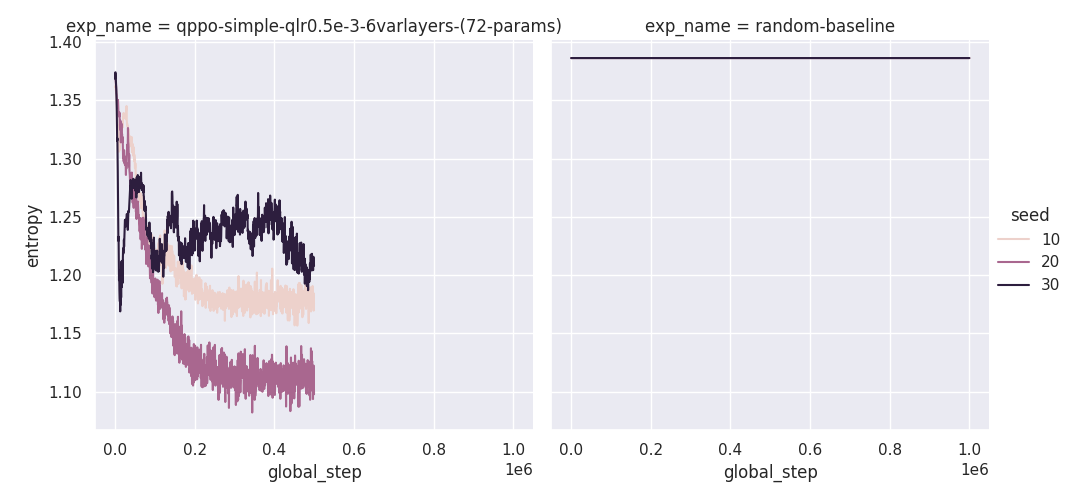 exp_name = qppo-simple-qlr0.5e-3-6varlayers-(72-params)
exp_name = random-baseline
1.40
1.35
1.30
1.25
1.20
1.15
1.10
entropy
0.0 0.2 0.4 0.6 0.8 1.0
1e6
global_step
0.0 0.2 0.4 0.6 0.8 1.0
1e6
global_step
seed
10
20
30